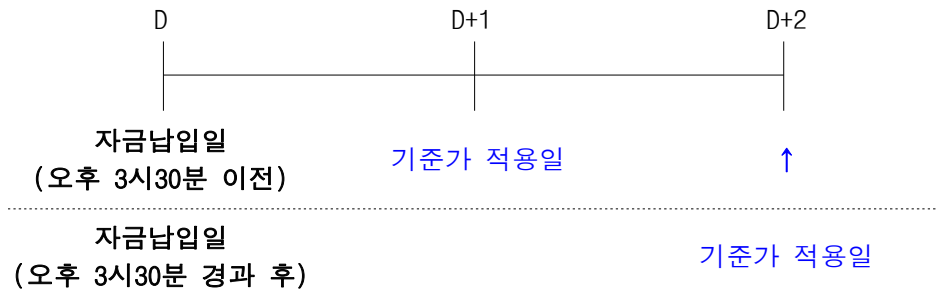 D D+1 D+2
자금납입일
(오후 3시30분 이전) 기준가 적용일 ↑
자금납입일
(오후 3시30분 경과 후) 기준가 적용일